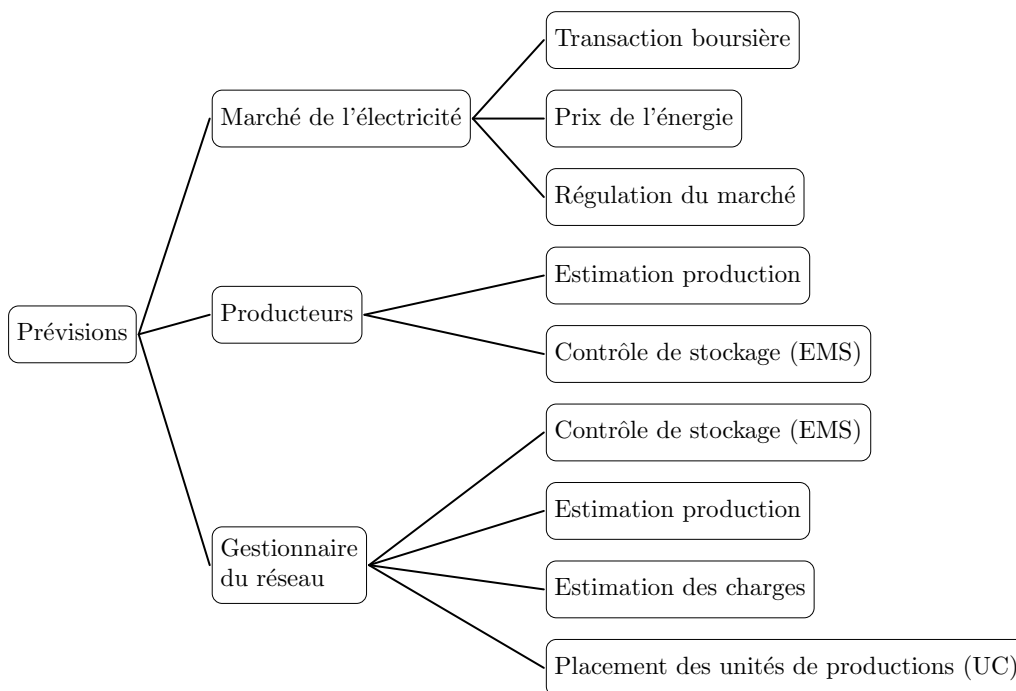 Transaction boursière
Marché de l'électricité
Prix de l'énergie
Régulation du marché
Estimation production
Prévisions
Producteurs
Contrôle de stockage (EMS)
Contrôle de stockage (EMS)
Estimation production
Gestionnaire
du réseau
Estimation des charges
Placement des unités de productions (UC)